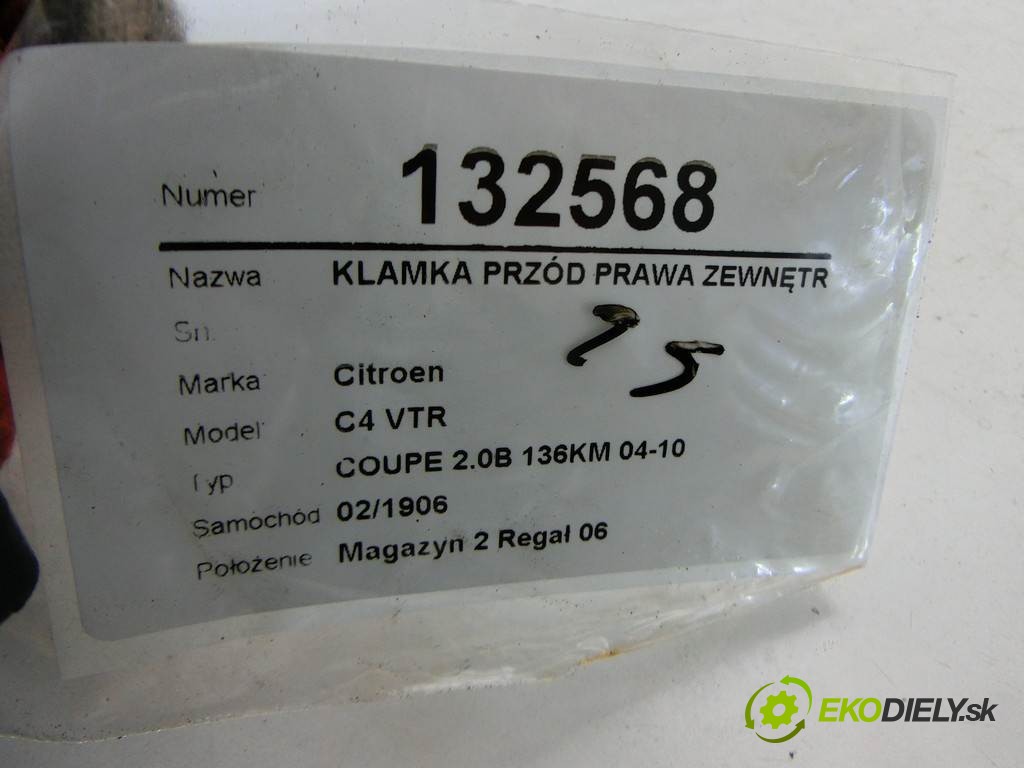 Numer 132568
Nazwa KLAMKA PRZÓD PRAWA ZEWNĘTR
Sn.
Marka Citroen
Model C4 VTR
Typ COUPE 2.0B 136KM 04-10
Samochód 02/1906
Położenie Magazyn 2 Regał 06
EKODIELY.sk